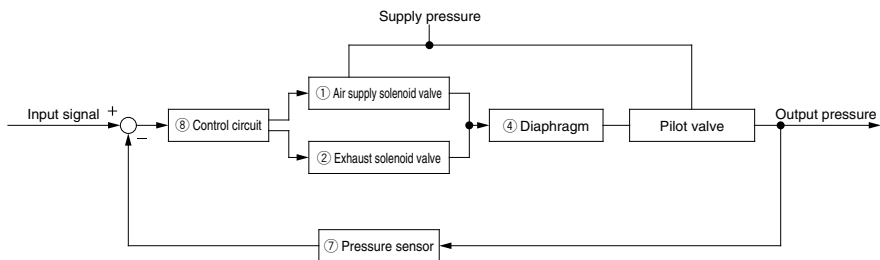 Supply pressure
① Air supply solenoid valve
Input signal
+
−
⑧ Control circuit
④ Diaphragm
Pilot valve
Output pressure
② Exhaust solenoid valve
⑦ Pressure sensor